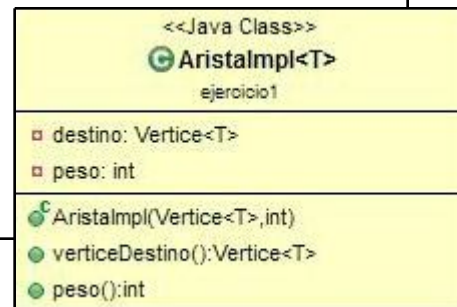 <<Java Class>>
AristaImpl<T>
ejercicio1
destino: Vertice<T>
peso: int
AristaImpl(Vertice<T>,int)
verticeDestino():Vertice<T>
peso():int